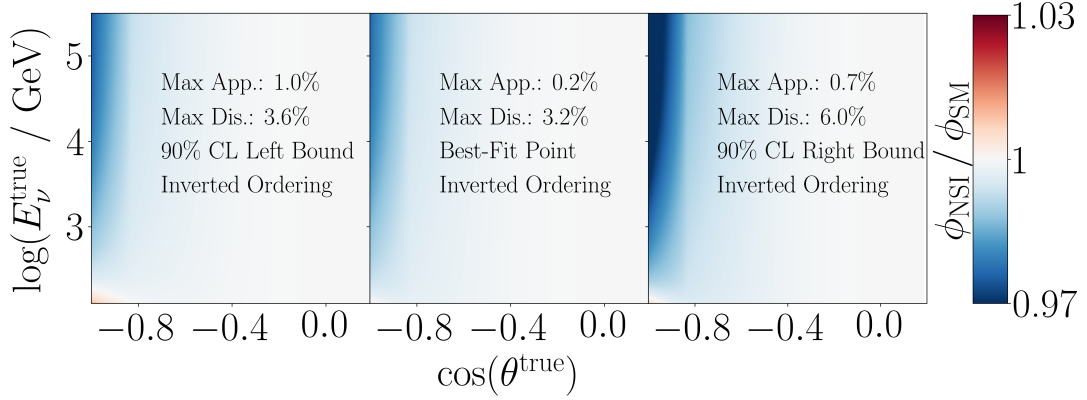 log(E_ν^true / GeV)
5
4
3
Max App.: 1.0%
Max Dis.: 3.6%
90% CL Left Bound
Inverted Ordering
Max App.: 0.2%
Max Dis.: 3.2%
Best-Fit Point
Inverted Ordering
Max App.: 0.7%
Max Dis.: 6.0%
90% CL Right Bound
Inverted Ordering
−0.8 −0.4 0.0
−0.8 −0.4 0.0
−0.8 −0.4 0.0
cos(θ^true)
ϕ_NSI / ϕ_SM
1.03
1
0.97